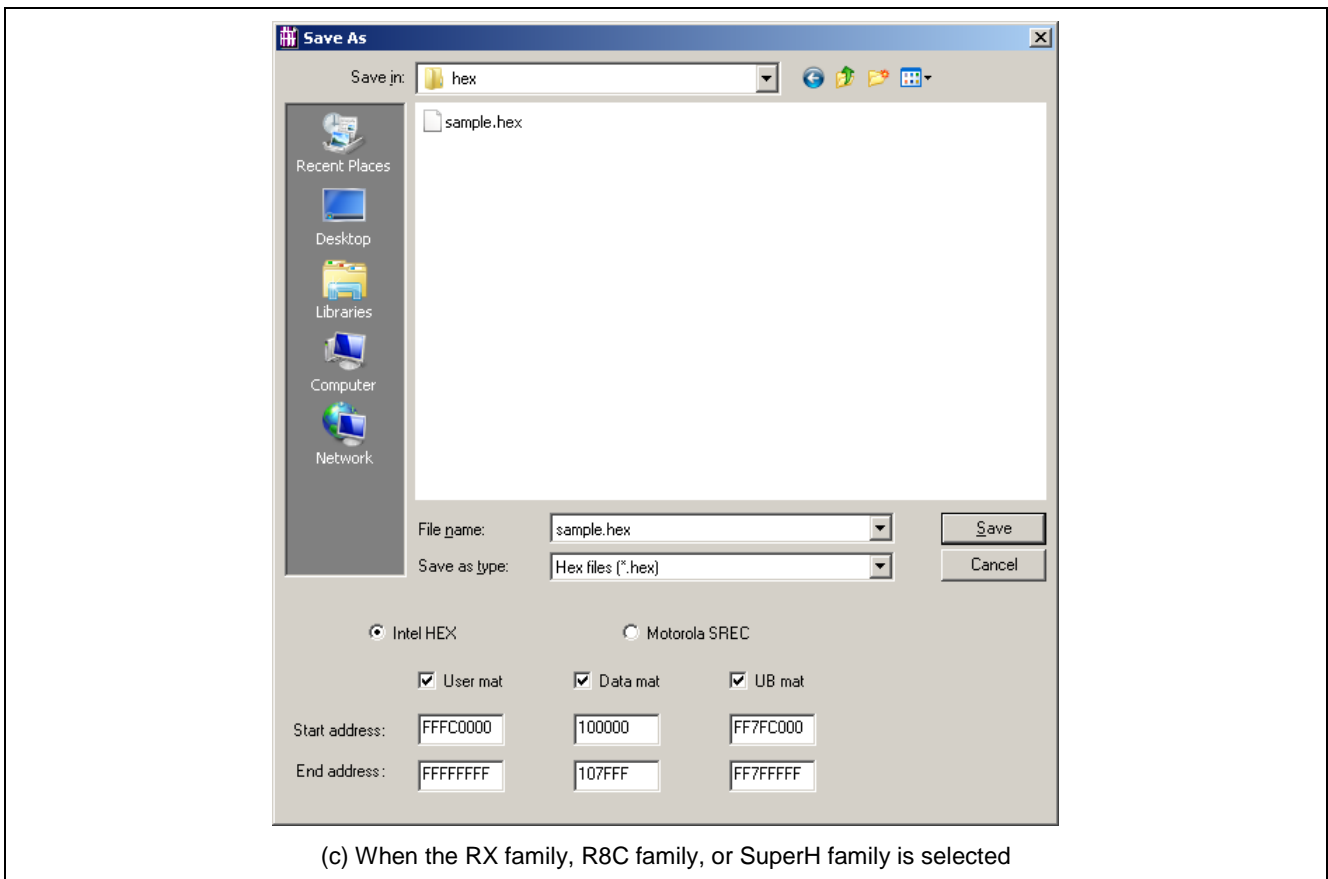 Save As
Save in: hex
sample.hex
Recent Places
Desktop
Libraries
Computer
Network
File name: sample.hex Save
Save as type: Hex files (*.hex) Cancel
Intel HEX Motorola SREC
User mat Data mat UB mat
Start address: FFFC0000 100000 FF7FC000
End address: FFFFFFFF 107FFF FF7FFFFF
(c) When the RX family, R8C family, or SuperH family is selected